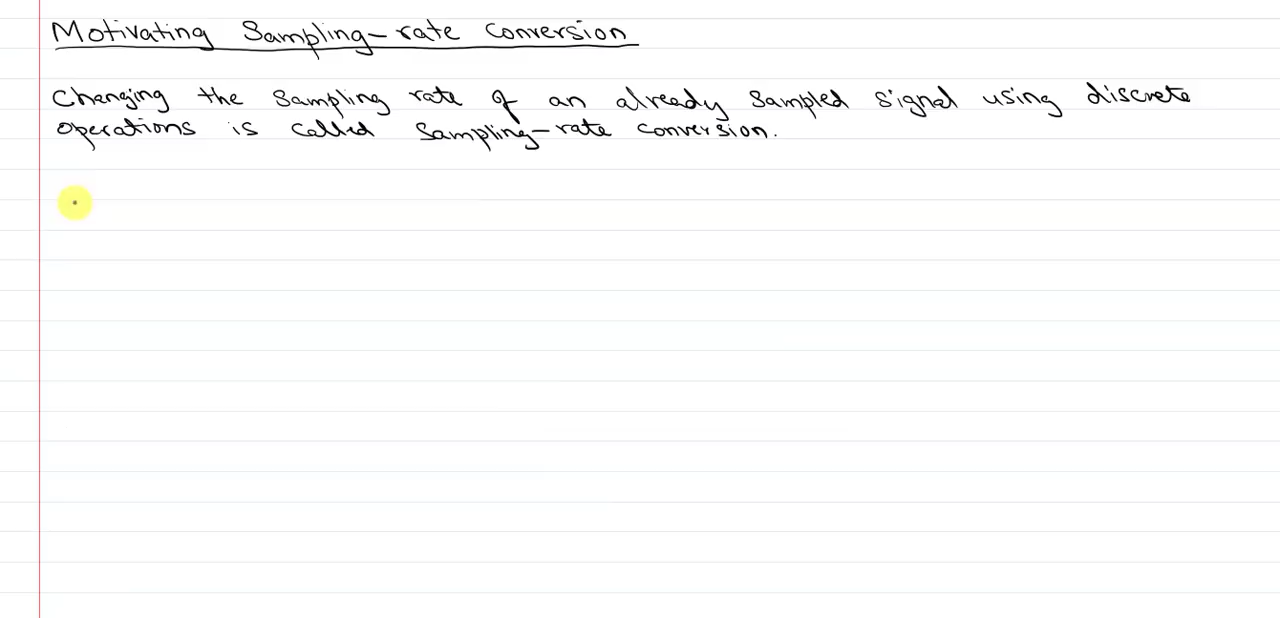 Motivating Sampling-rate conversion
Changing the sampling rate of an already sampled signal using discrete
operations is called sampling-rate conversion.